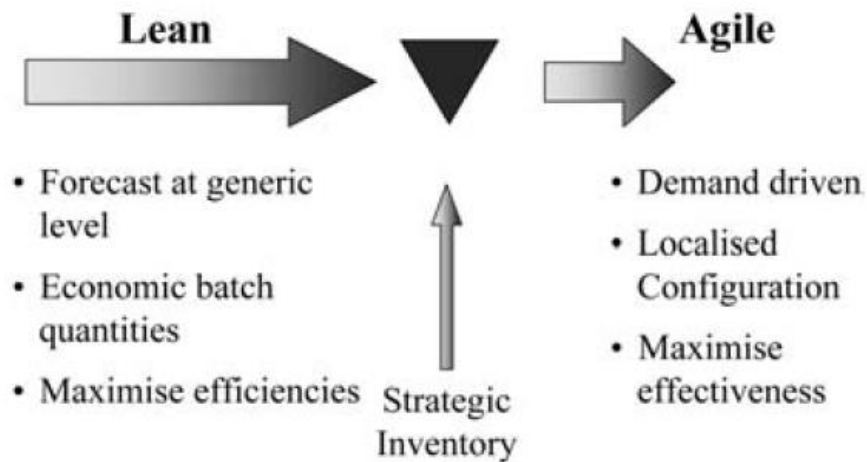 Lean
Agile
• Forecast at generic
level
• Economic batch
quantities
• Maximise efficiencies
Strategic
Inventory
• Demand driven
• Localised
Configuration
• Maximise
effectiveness